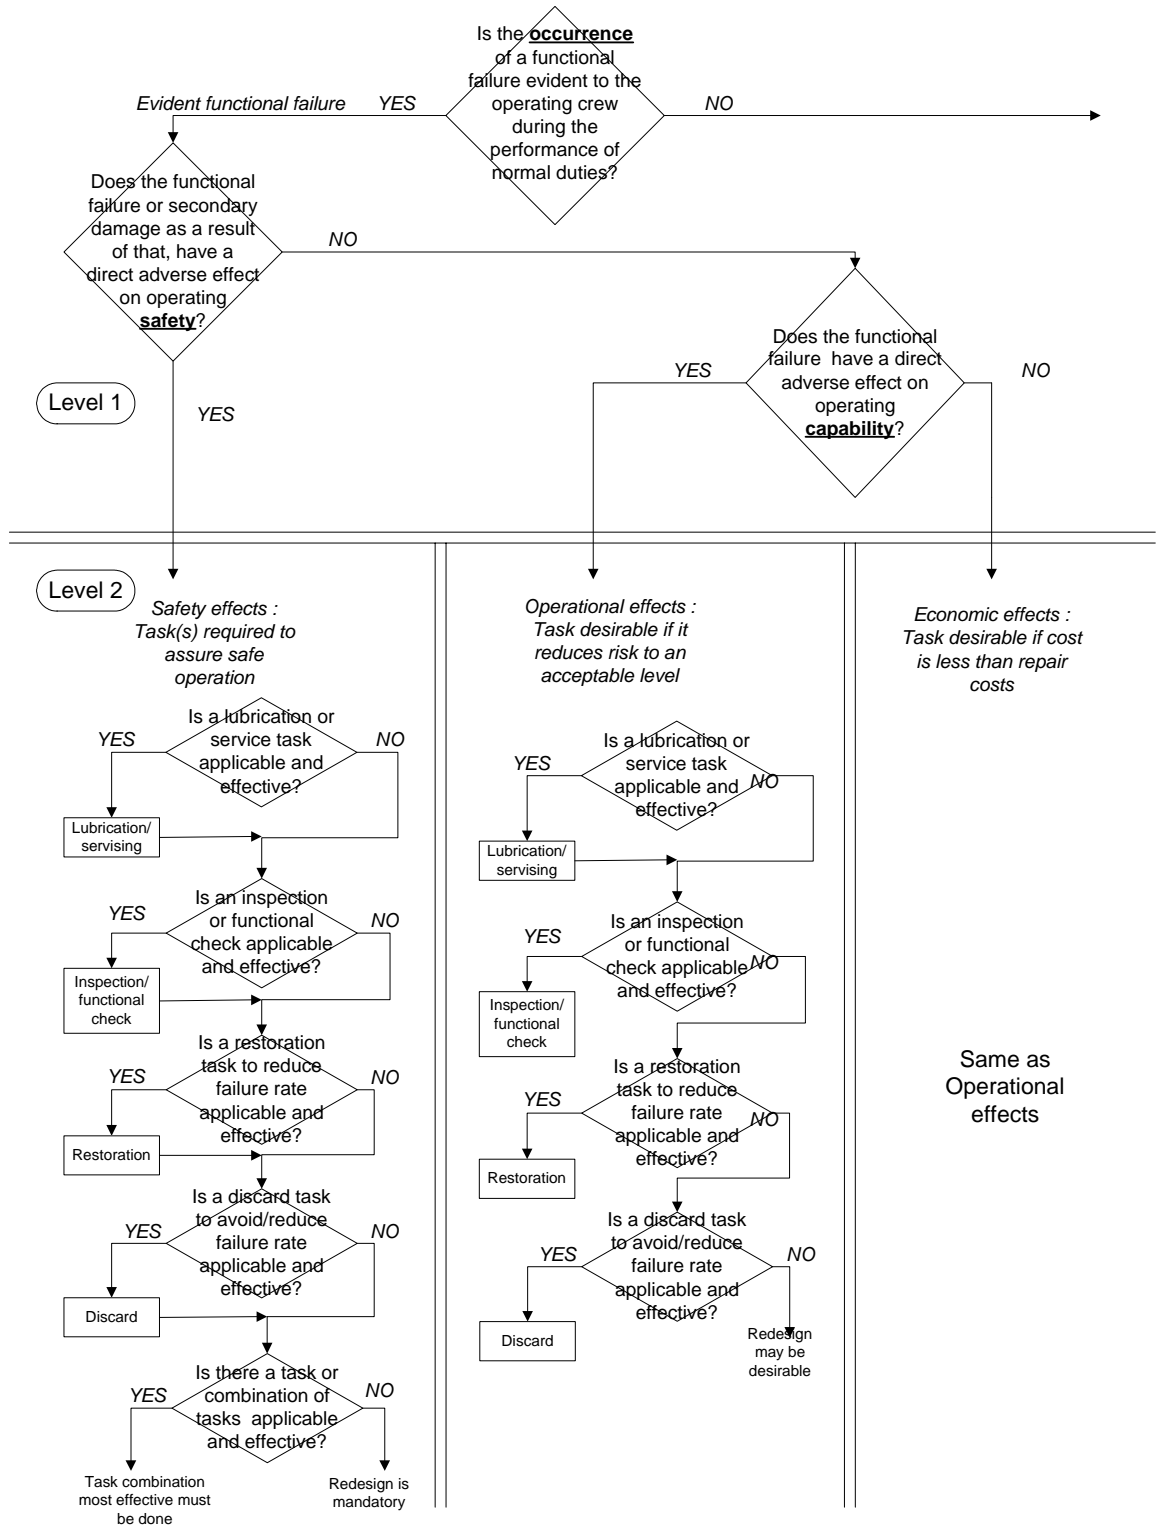 Is the occurrence
of a functional
failure evident to the
operating crew
during the
performance of
normal duties?
Evident functional failure
YES
NO
Does the functional
failure or secondary
damage as a result
of that, have a
direct adverse effect
on operating
safety?
NO
YES
Does the functional
failure have a direct
adverse effect on
operating
capability?
YES
NO
Level 1
Level 2
Safety effects :
Task(s) required to
assure safe
operation
Is a lubrication or
service task
applicable and
effective?
YES
NO
Lubrication/
servising
Is an inspection
or functional
check applicable
and effective?
YES
NO
Inspection/
functional
check
Is a restoration
task to reduce
failure rate
applicable and
effective?
YES
NO
Restoration
Is a discard task
to avoid/reduce
failure rate
applicable and
effective?
YES
NO
Discard
Is there a task or
combination of
tasks applicable
and effective?
YES
NO
Task combination
most effective must
be done
Redesign is
mandatory
Operational effects :
Task desirable if it
reduces risk to an
acceptable level
Is a lubrication or
service task
applicable and
effective?
YES
NO
Lubrication/
servising
Is an inspection
or functional
check applicable
and effective?
YES
NO
Inspection/
functional
check
Is a restoration
task to reduce
failure rate
applicable and
effective?
YES
NO
Restoration
Is a discard task
to avoid/reduce
failure rate
applicable and
effective?
YES
NO
Discard
Redesign
may be
desirable
Economic effects :
Task desirable if cost
is less than repair
costs
Same as
Operational
effects